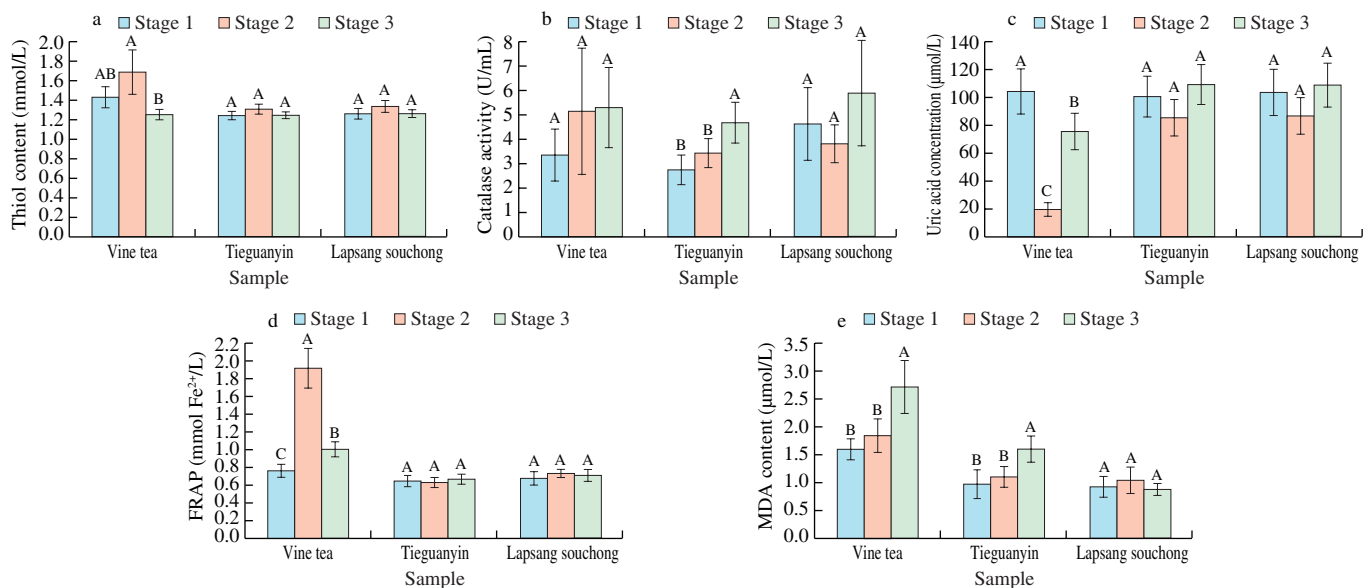 a
Stage 1 Stage 2 Stage 3
Thiol content (mmol/L)
2.0
1.8
1.6
1.4
1.2
1.0
0.8
0.6
0.4
0.2
0.0
AB A B A A A A A A
Vine tea Tieguanyin Lapsang souchong
Sample
b
Stage 1 Stage 2 Stage 3
Catalase activity (U/mL)
8
7
6
5
4
3
2
1
0
A A A B B A A A A
Vine tea Tieguanyin Lapsang souchong
Sample
c
Stage 1 Stage 2 Stage 3
Uric acid concentration (μmol/L)
140
120
100
80
60
40
20
0
A C B A A A A A A
Vine tea Tieguanyin Lapsang souchong
Sample
d
Stage 1 Stage 2 Stage 3
FRAP (mmol Fe²⁺/L)
2.2
2.0
1.8
1.6
1.4
1.2
1.0
0.8
0.6
0.4
0.2
0.0
C A B A A A A A A
Vine tea Tieguanyin Lapsang souchong
Sample
e
Stage 1 Stage 2 Stage 3
MDA content (μmol/L)
3.5
3.0
2.5
2.0
1.5
1.0
0.5
0.0
B B A B B A A A A
Vine tea Tieguanyin Lapsang souchong
Sample